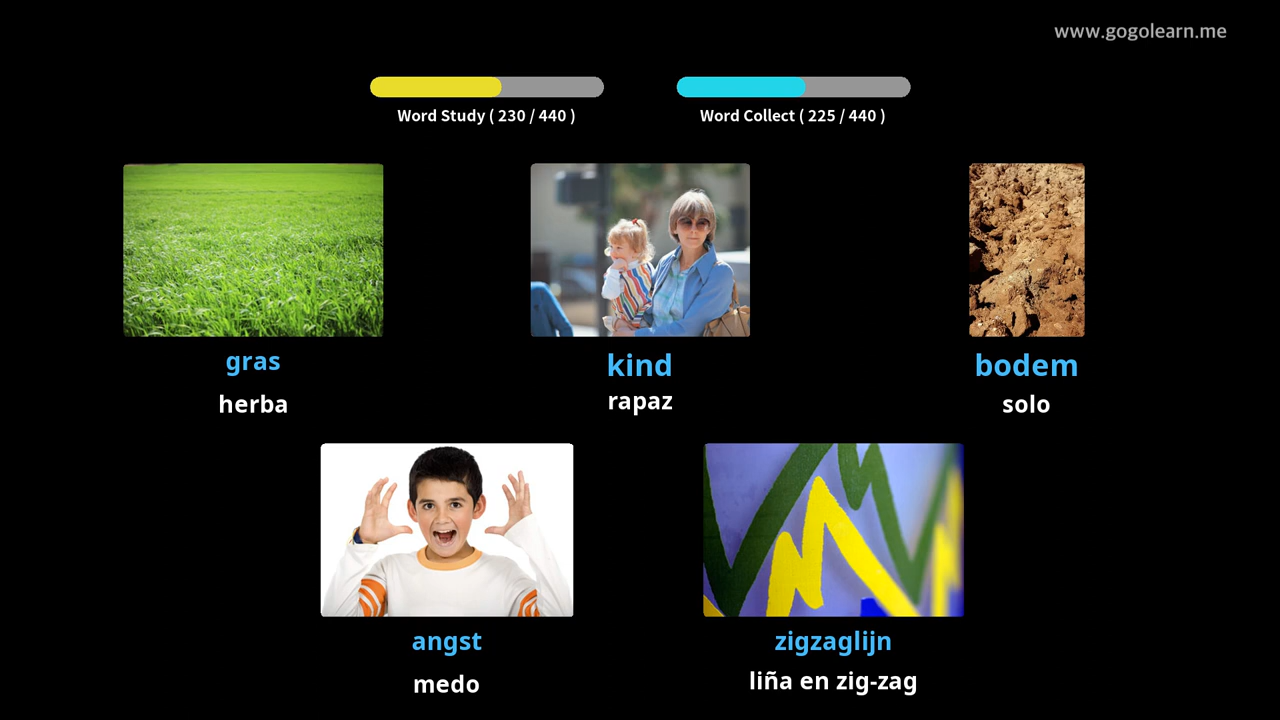 www.gogolearn.me
Word Study ( 230 / 440 )
Word Collect ( 225 / 440 )
gras
herba
kind
rapaz
bodem
solo
angst
medo
zigzaglijn
liña en zig-zag